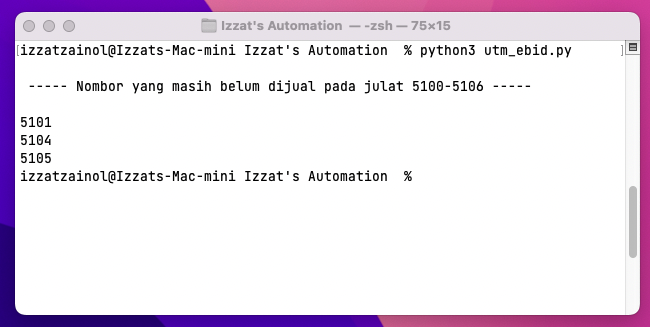 Izzat's Automation — -zsh — 75×15
[izzatzainol@Izzats-Mac-mini Izzat's Automation  % python3 utm_ebid.py      ]
 ----- Nombor yang masih belum dijual pada julat 5100-5106 -----
5101
5104
5105
izzatzainol@Izzats-Mac-mini Izzat's Automation  %